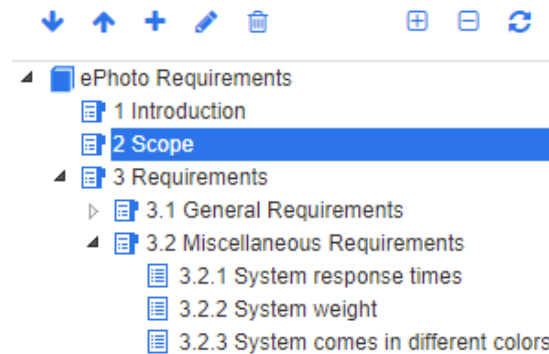 ePhoto Requirements
1 Introduction
2 Scope
3 Requirements
3.1 General Requirements
3.2 Miscellaneous Requirements
3.2.1 System response times
3.2.2 System weight
3.2.3 System comes in different colors